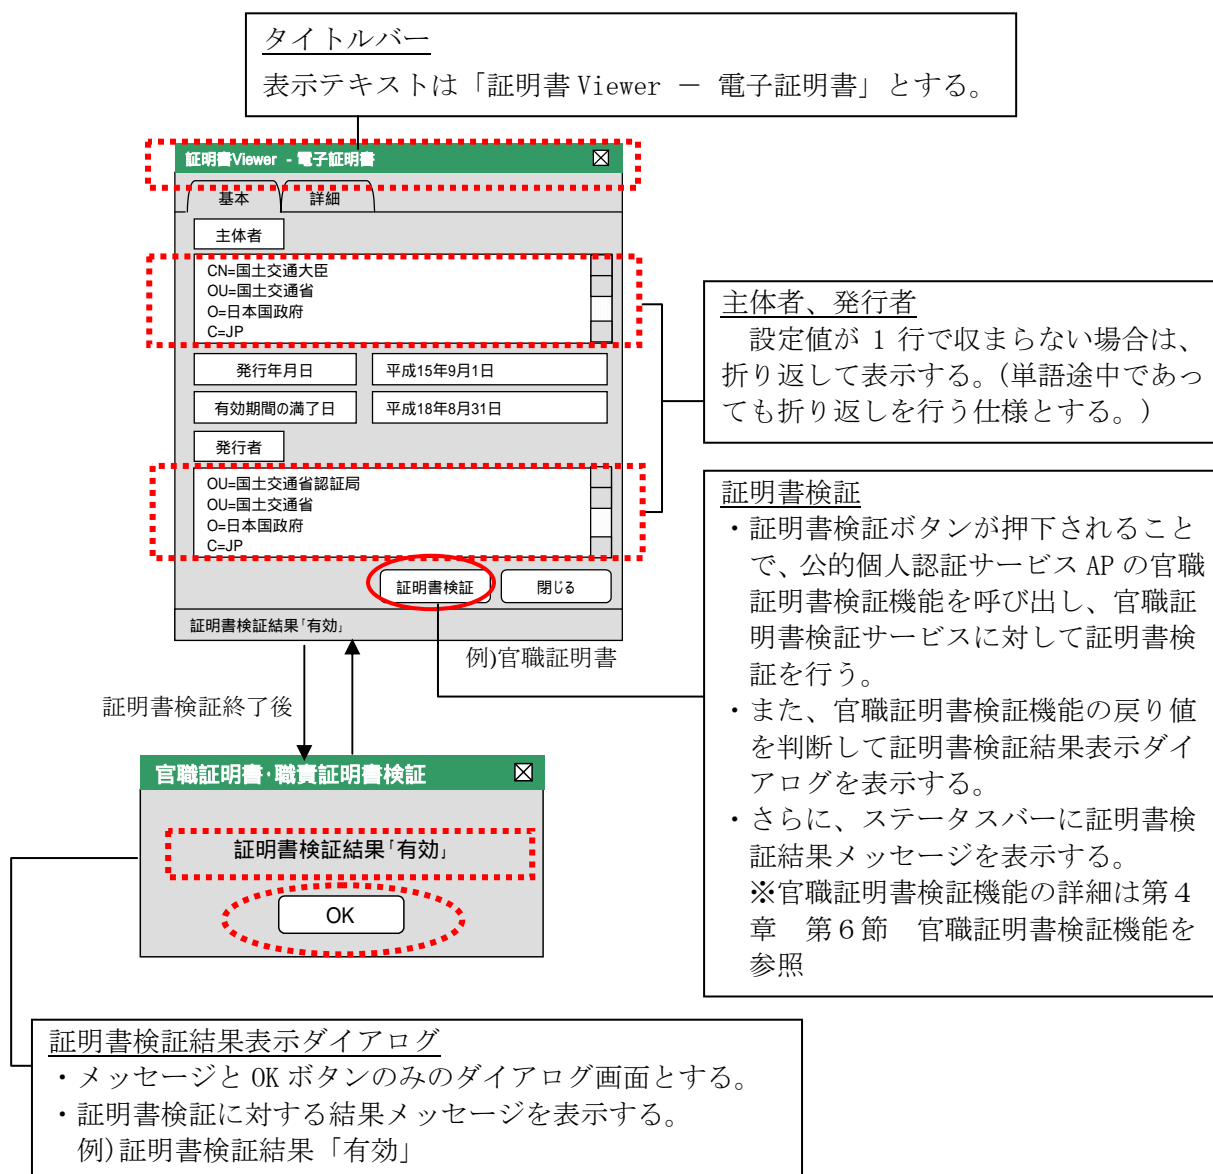 タイトルバー
表示テキストは「証明書 Viewer － 電子証明書」とする。
証明書Viewer - 電子証明書
基本
詳細
主体者
CN=国土交通大臣
OU=国土交通省
O=日本国政府
C=JP
発行年月日
平成15年9月1日
有効期間の満了日
平成18年8月31日
発行者
OU=国土交通省認証局
OU=国土交通省
O=日本国政府
C=JP
証明書検証
閉じる
証明書検証結果「有効」
例)官職証明書
主体者、発行者
設定値が 1 行で収まらない場合は、
折り返して表示する。(単語途中であっ
ても折り返しを行う仕様とする。)
証明書検証
・証明書検証ボタンが押下されること
で、公的個人認証サービス AP の官職
証明書検証機能を呼び出し、官職証
明書検証サービスに対して証明書検
証を行う。
・また、官職証明書検証機能の戻り値
を判断して証明書検証結果表示ダイ
アログを表示する。
・さらに、ステータスバーに証明書検
証結果メッセージを表示する。
※官職証明書検証機能の詳細は第４
章　第６節　官職証明書検証機能を
参照
証明書検証終了後
官職証明書・職責証明書検証
証明書検証結果「有効」
OK
証明書検証結果表示ダイアログ
・メッセージと OK ボタンのみのダイアログ画面とする。
・証明書検証に対する結果メッセージを表示する。
例)証明書検証結果「有効」